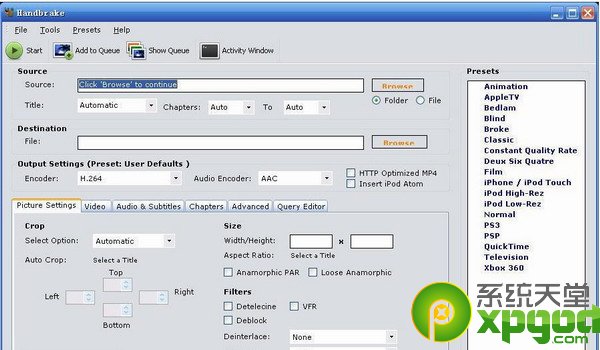 Handbrake
File Tools Presets Help
Start Add to Queue Show Queue Activity Window
Source
Source: Click 'Browse' to continue Browse
Title: Automatic Chapters: Auto To Auto Folder File
Destination
File: Browse
Output Settings (Preset: User Defaults )
Encoder: H.264 Audio Encoder: AAC
HTTP Optimized MP4
Insert iPod Atom
Picture Settings Video Audio & Subtitles Chapters Advanced Query Editor
Crop
Select Option: Automatic
Auto Crop: Select a Title
Top
Left Right
Bottom
Size
Width/Height: x
Aspect Ratio: Select a Title
Anamorphic PAR Loose Anamorphic
Filters
Detelecine VFR
Deblock
Deinterlace: None
Presets
Animation
AppleTV
Bedlam
Blind
Broke
Classic
Constant Quality Rate
Deux Six Quatre
Film
iPhone / iPod Touch
iPod High-Rez
iPod Low-Rez
Normal
PS3
PSP
QuickTime
Television
Xbox 360
系统天堂
xpgod.com